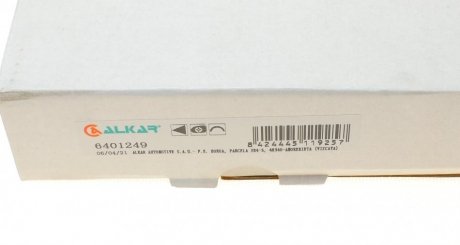 ALKAR
6401249
8 424445 119257
06/04/21 ALKAR AUTOMOTIVE S.A.U.- P.E. BOROA, PARCELA 2B4-5, 48340-AMOREBIETA (VIZCAYA)